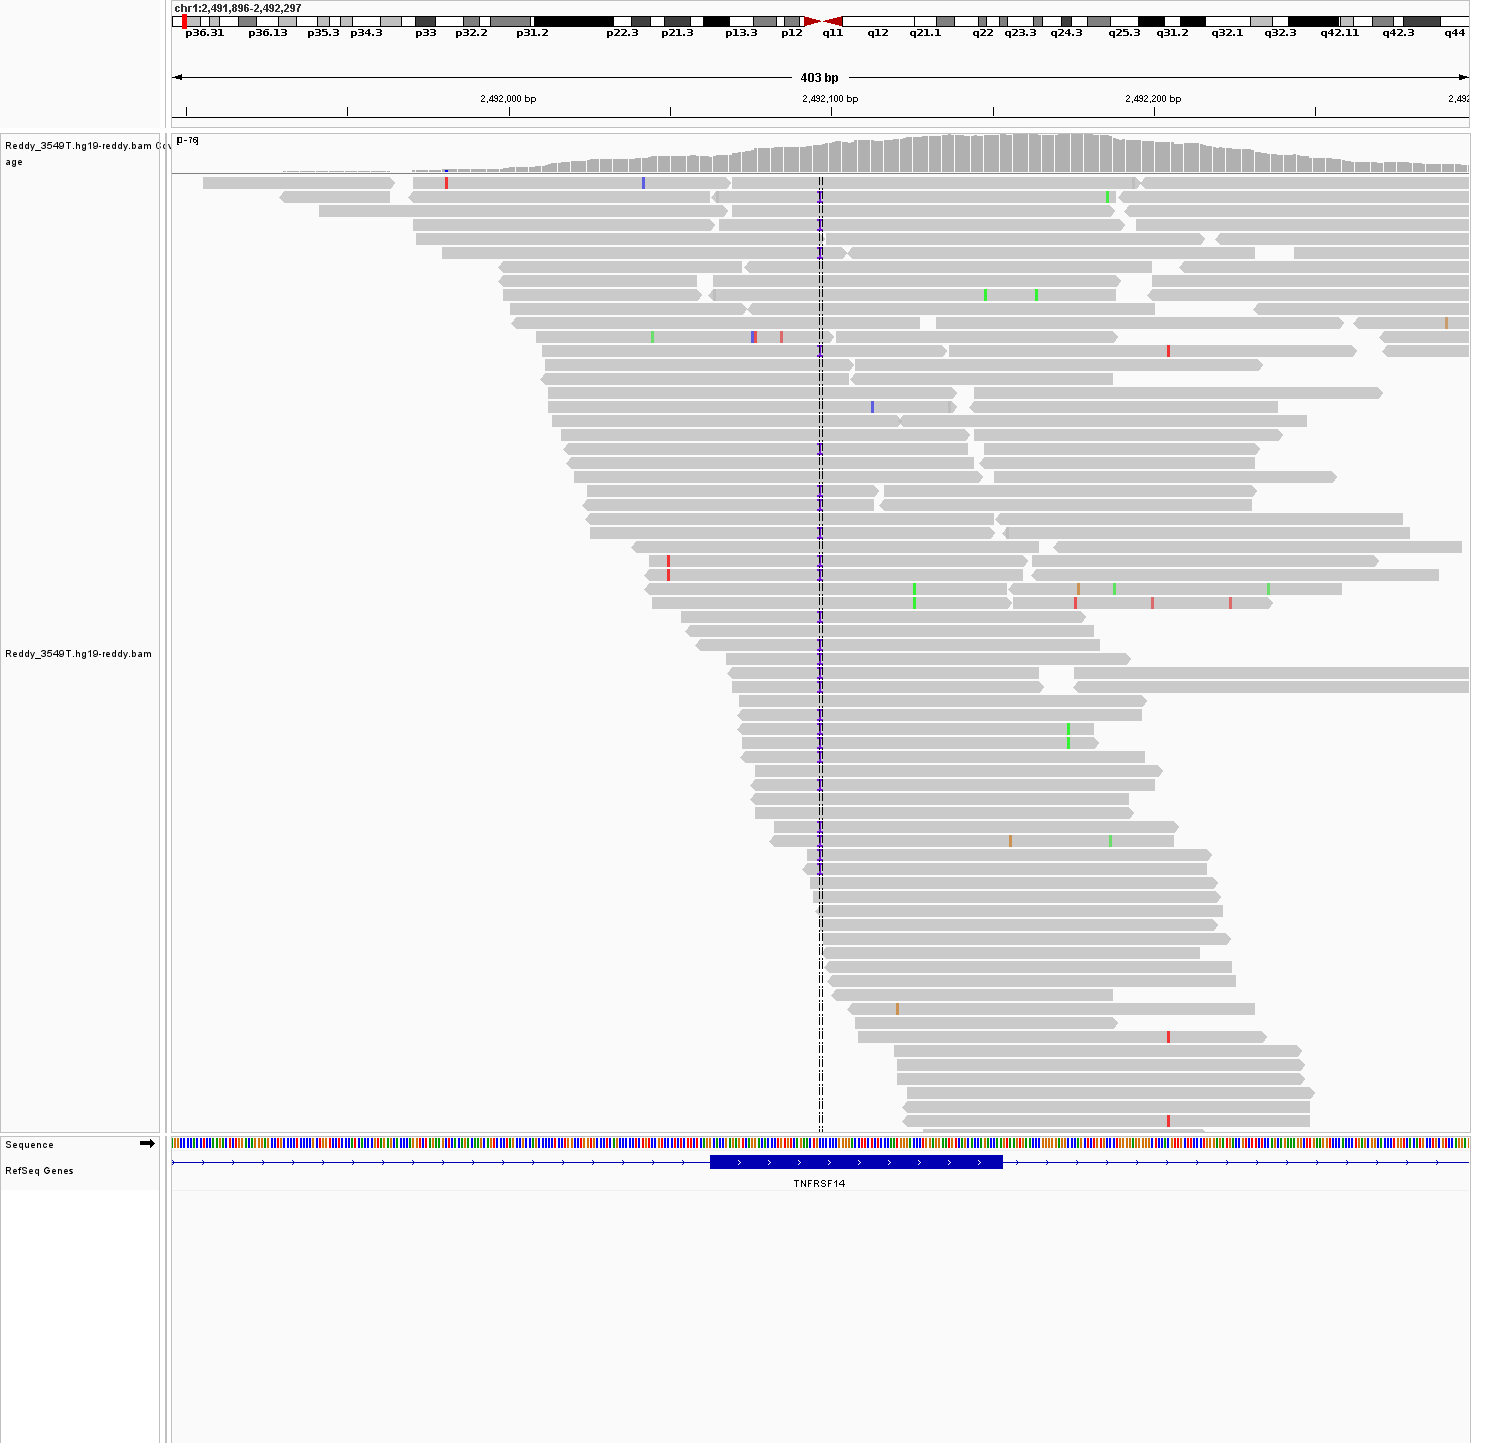 chr1:2,491,896-2,492,297
p36.31 p36.13 p35.3 p34.3 p33 p32.2 p31.2 p22.3 p21.3 p13.3 p12 q11 q12 q21.1 q22 q23.3 q24.3 q25.3 q31.2 q32.1 q32.3 q42.11 q42.3 q44
403 bp
2,492,000 bp 2,492,100 bp 2,492,200 bp 2,492
Reddy_3549T.hg19-reddy.bam Cov
age
[0-76]
Reddy_3549T.hg19-reddy.bam
Sequence
RefSeq Genes
TNFRSF14